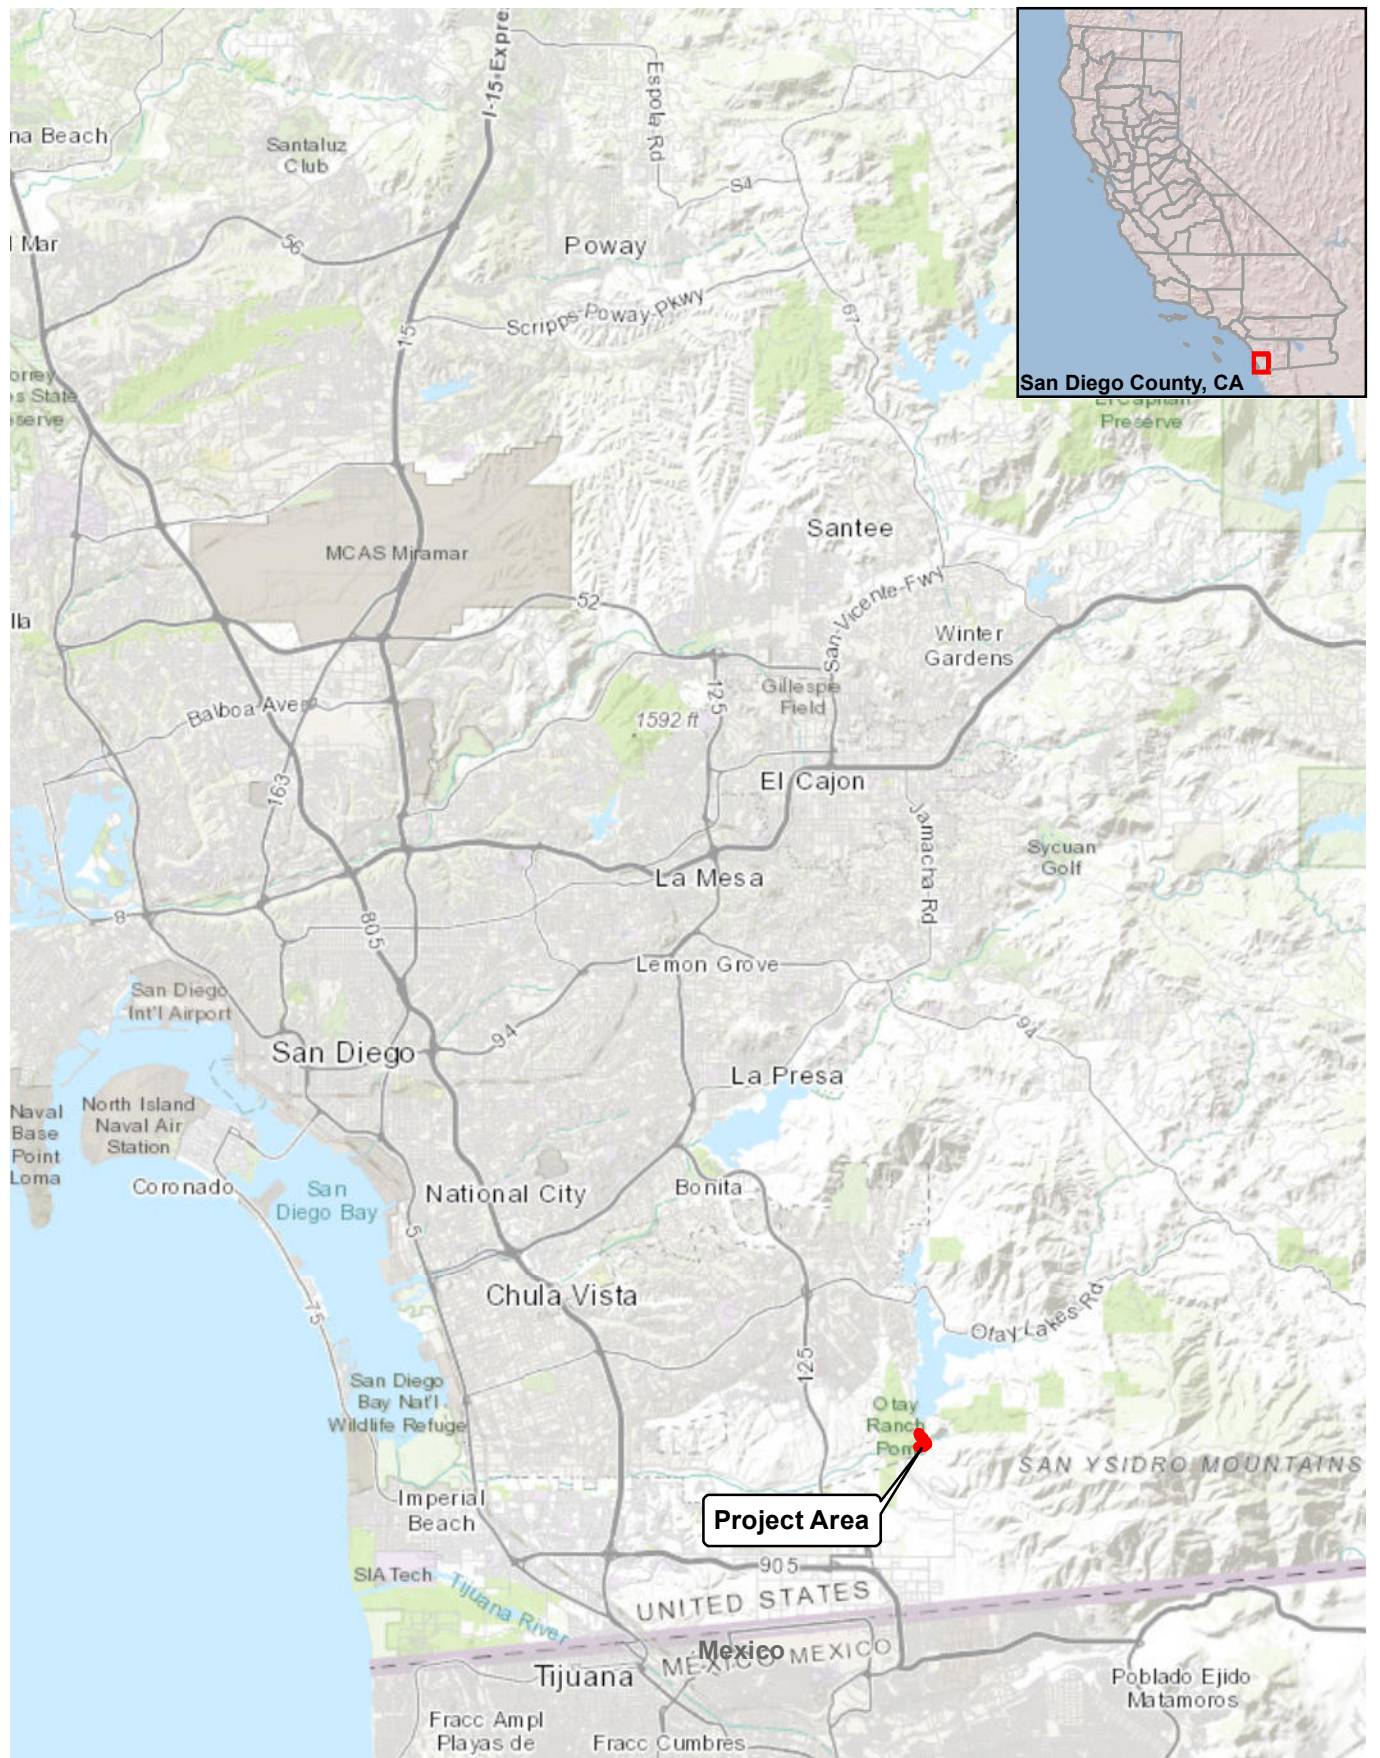 I-15-Expre
Espola Rd
na Beach
Santaluz
Club
S4
56
l Mar
Poway
Scripps-Poway-Pkwy
67
15
San Diego County, CA
El Capitan
Preserve
orrey
s State
serve
MCAS Miramar
Santee
52
San-Vicente-Fwy
lla
Winter
Gardens
125
Gillespie
Field
Balboa Ave
1592 ft
163
El Cajon
Jamacha-Rd
Sycuan
Golf
La Mesa
8
805
Lemon Grove
San Diego
Int'l Airport
94
94
San Diego
La Presa
Naval
Base
Point
Loma
North Island
Naval Air
Station
Coronado
San
Diego Bay
National City
Bonita
5
75
Chula Vista
Otay-Lakes-Rd
125
San Diego
Bay Nat'l
Wildlife Refuge
Otay
Ranch
Pom
SAN YSIDRO MOUNTAINS
Imperial
Beach
Project Area
905
SIA Tech
Tijuana River
UNITED STATES
Mexico
MÉXICO MEXICO
Tijuana
Poblado Ejido
Matamoros
Fracc Ampl
Playas de
Fracc Cumbres